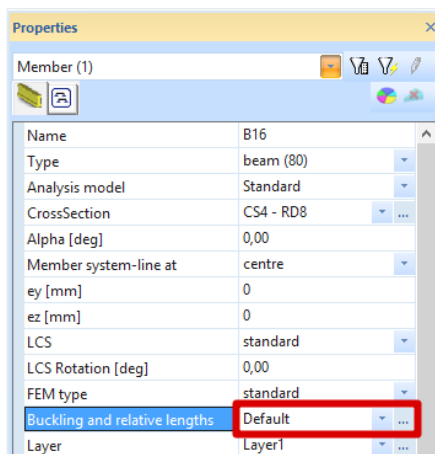 Properties
Member (1)
Name B16
Type beam (80)
Analysis model Standard
CrossSection CS4 - RD8 ...
Alpha [deg] 0,00
Member system-line at centre
ey [mm] 0
ez [mm] 0
LCS standard
LCS Rotation [deg] 0,00
FEM type standard
Buckling and relative lengths Default ...
Layer Layer1 ...